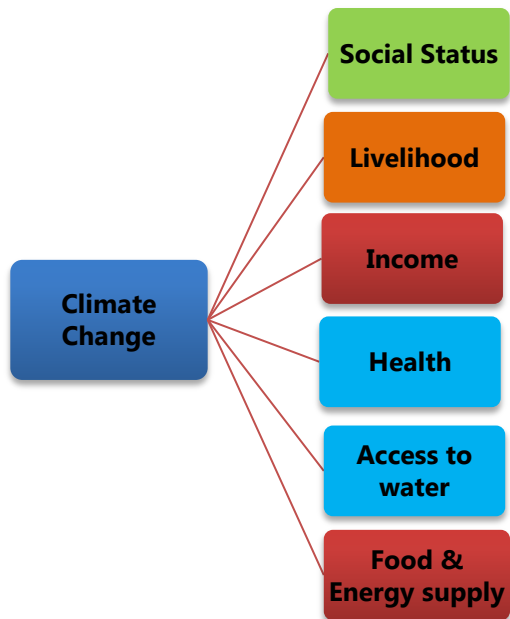 Social Status
Livelihood
Income
Climate
Change
Health
Access to
water
Food &
Energy supply